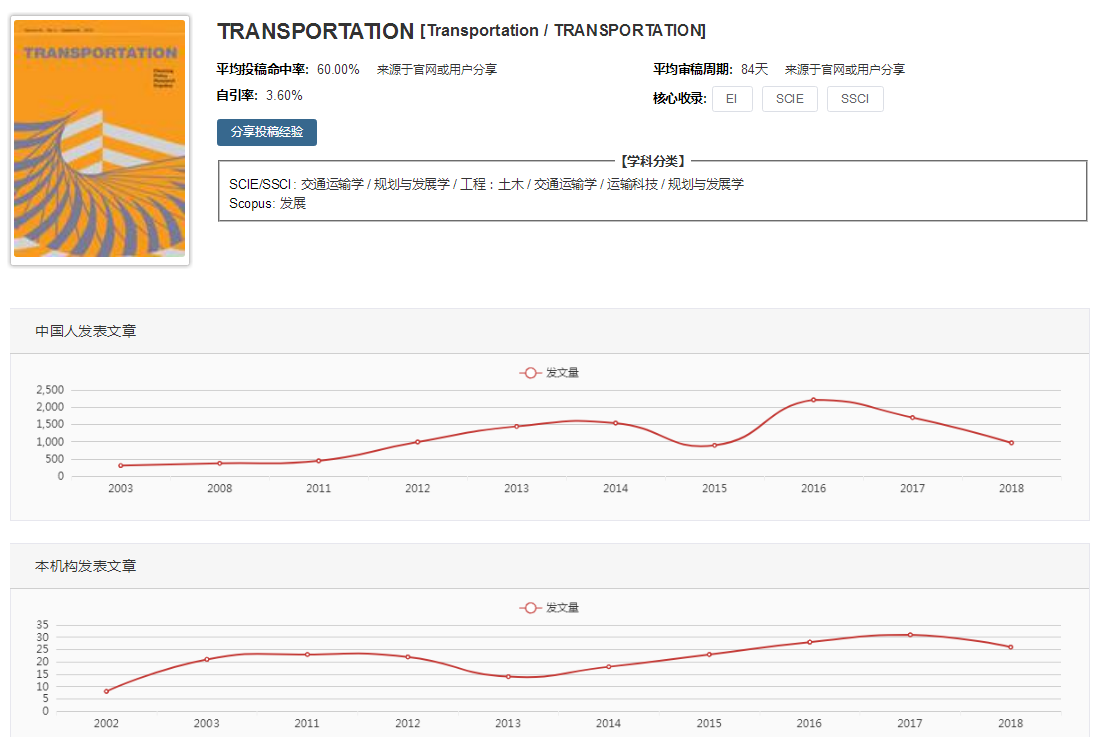 TRANSPORTATION
TRANSPORTATION [Transportation / TRANSPORTATION]
平均投稿命中率: 60.00% 来源于官网或用户分享
平均审稿周期: 84天 来源于官网或用户分享
自引率: 3.60%
核心收录: EI SCIE SSCI
分享投稿经验
【学科分类】
SCIE/SSCI : 交通运输学 / 规划与发展学 / 工程：土木 / 交通运输学 / 运输科技 / 规划与发展学
Scopus: 发展
中国人发表文章
发文量
2,500
2,000
1,500
1,000
500
0
2003 2008 2011 2012 2013 2014 2015 2016 2017 2018
本机构发表文章
发文量
35
30
25
20
15
10
5
0
2002 2003 2011 2012 2013 2014 2015 2016 2017 2018